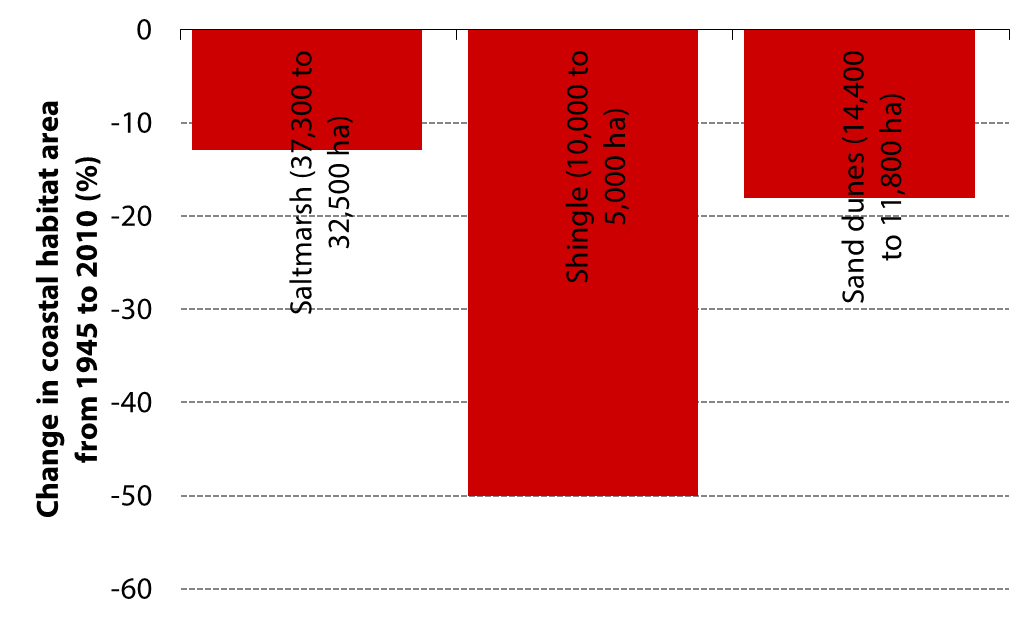 Change in coastal habitat area
from 1945 to 2010 (%)
0
-10
-20
-30
-40
-50
-60
Saltmarsh (37,300 to
32,500 ha)
Shingle (10,000 to
5,000 ha)
Sand dunes (14,400
to 11,800 ha)